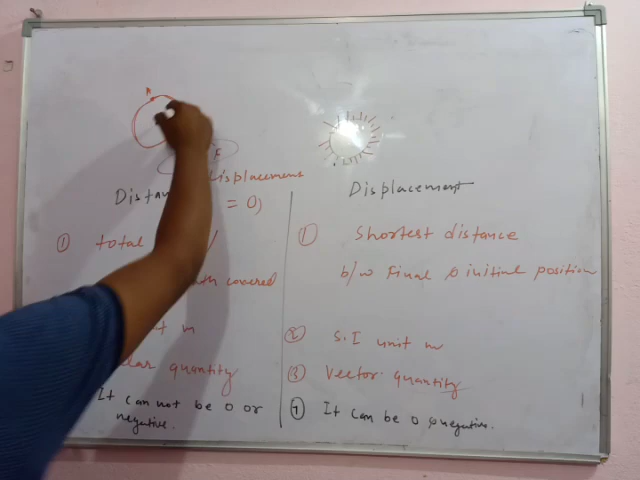 A
F
displacement
= 0)
Displacement
① total
covered
m
quantity
It can not be 0 or
negative.
① Shortest distance
b/w Final & initial position
② S.I unit m
③ Vector quantity
④ It can be 0 & negative.